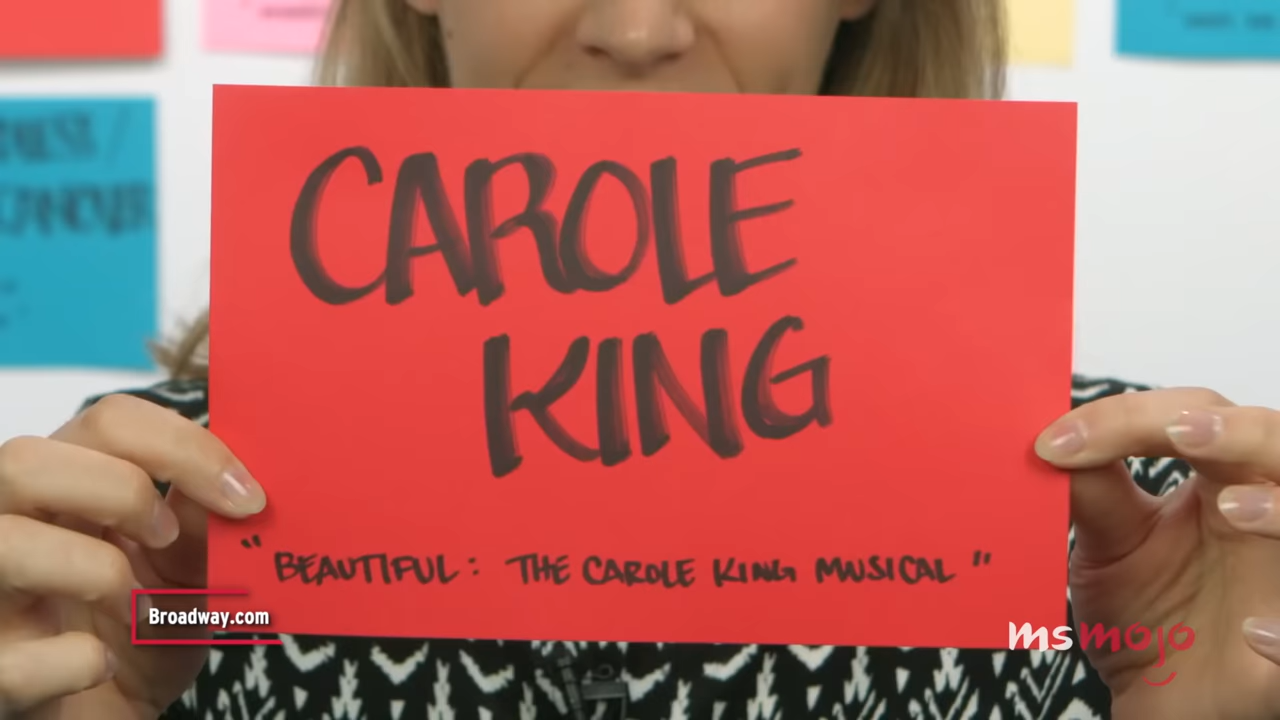 CAROLE
KING
" BEAUTIFUL: THE CAROLE KING MUSICAL "
Broadway.com
msmojo